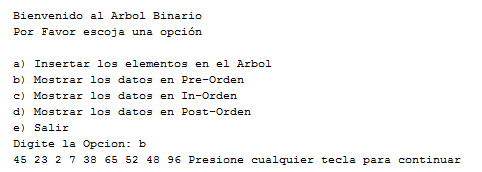 Bienvenido al Arbol Binario
Por Favor escoja una opción
a) Insertar los elementos en el Arbol
b) Mostrar los datos en Pre-Orden
c) Mostrar los datos en In-Orden
d) Mostrar los datos en Post-Orden
e) Salir
Digite la Opcion: b
45 23 2 7 38 65 52 48 96 Presione cualquier tecla para continuar